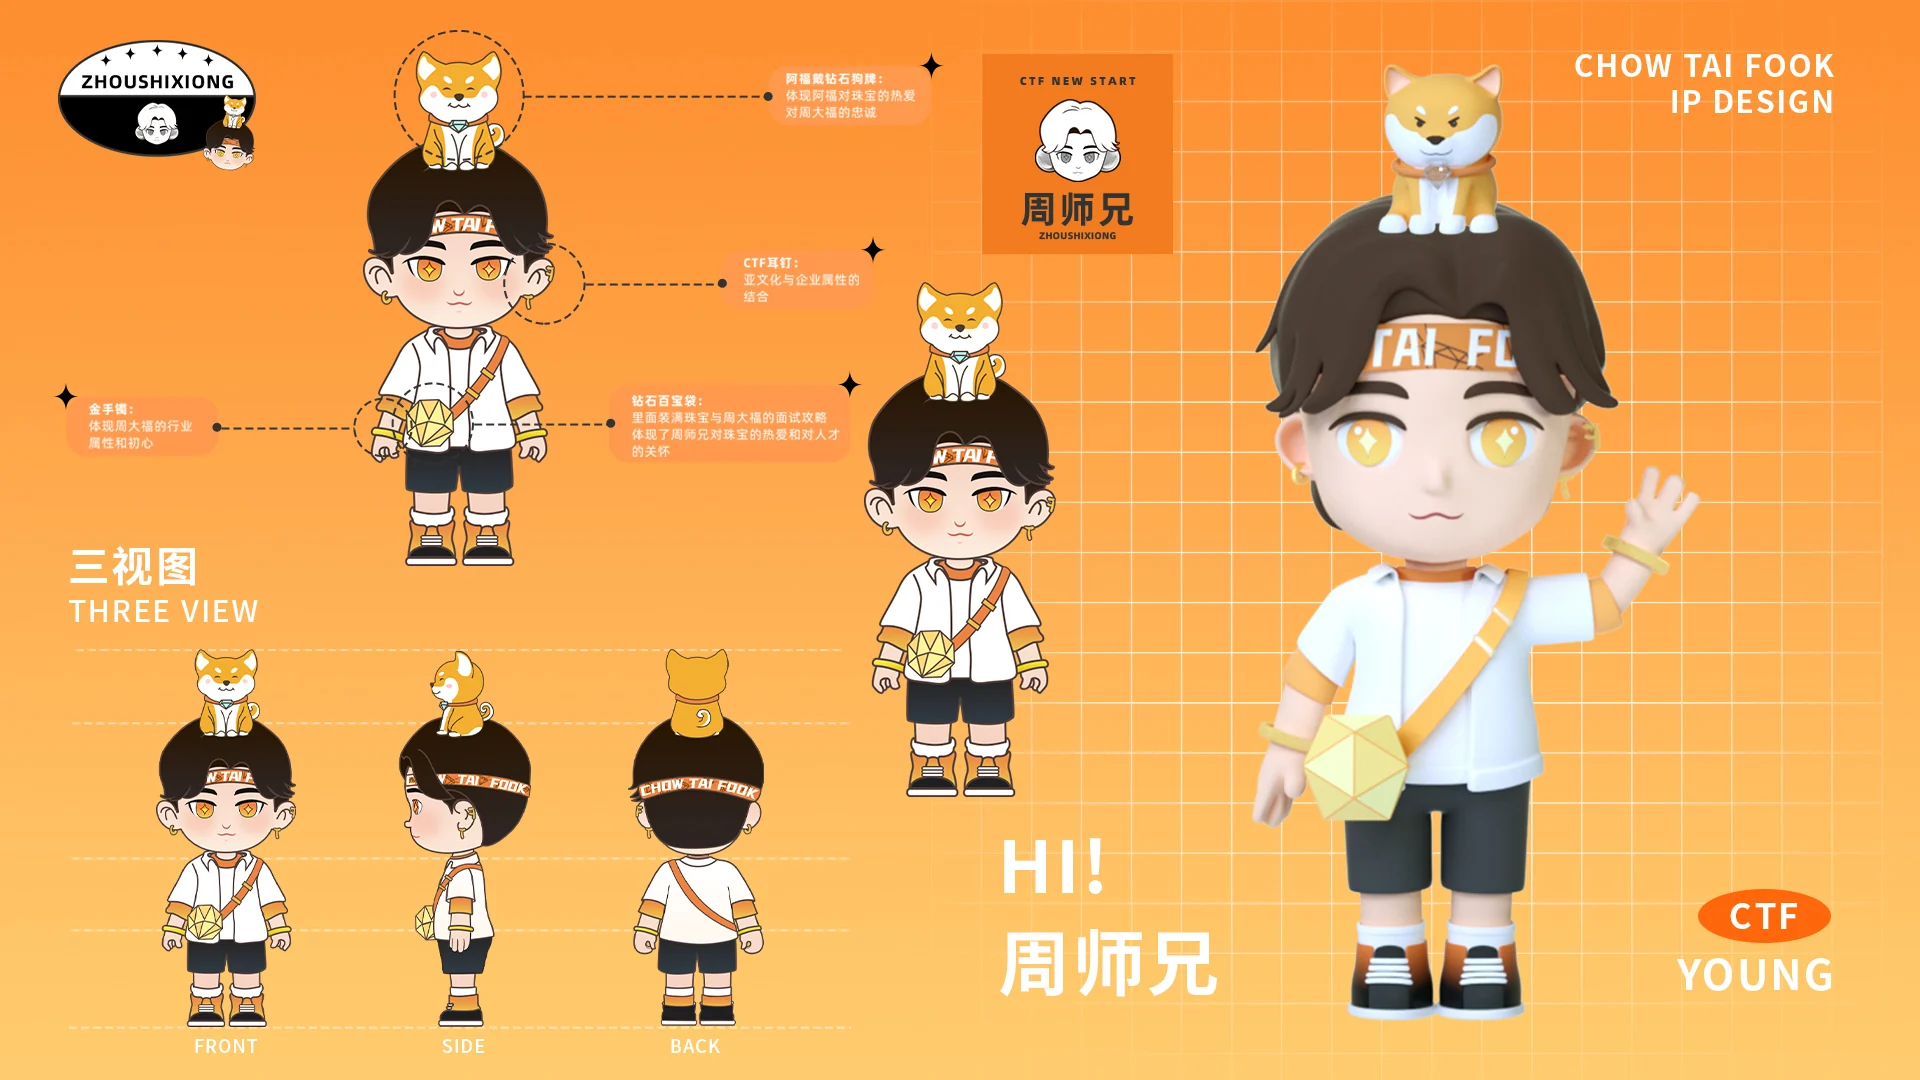 ZHOUSHIXIONG
阿福戴钻石狗牌：
体现阿福对珠宝的热爱
对周大福的忠诚
W TAI F
CTF耳钉：
亚文化与企业属性的
结合
金手镯：
体现周大福的行业
属性和初心
钻石百宝袋：
里面装满珠宝与周大福的面试攻略
体现了周师兄对珠宝的热爱和对人才
的关怀
三视图
THREE VIEW
W TAI F
W TAI FOOK
CHOW TAI FOOK
FRONT
SIDE
BACK
W TAI F
CTF NEW START
周师兄
ZHOUSHIXIONG
CHOW TAI FOOK
IP DESIGN
TAI FO
HI!
周师兄
CTF
YOUNG